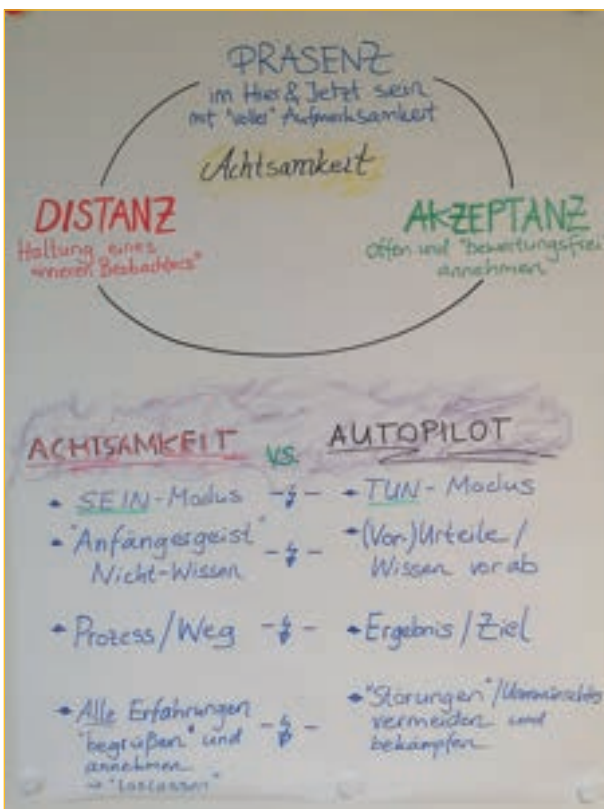 PRÄSENZ
im Hier & Jetzt sein
mit "voller" Aufmerksamkeit
Achtsamkeit
DISTANZ
Haltung eines
"inneren Beobachters"
AKZEPTANZ
Offen und "bewertungsfrei"
annehmen
ACHTSAMKEIT vs. AUTOPILOT
SEIN-Modus
TUN-Modus
"Anfängergeist"
Nicht-Wissen
(Vor-)Urteile /
Wissen vorab
Prozess/Weg
Ergebnis/Ziel
Alle Erfahrungen
"begrüßen" und
annehmen
→ "loslassen"
"Störungen"/Unerwünschtes
vermeiden und
bekämpfen